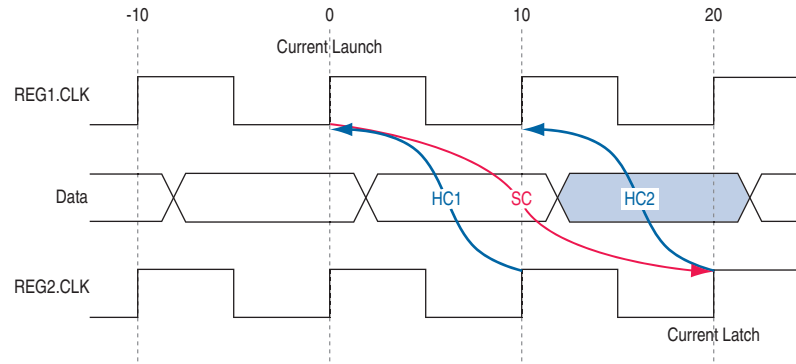 -10 0 10 20
Current Launch
REG1.CLK
Data
HC1 SC HC2
REG2.CLK
Current Latch